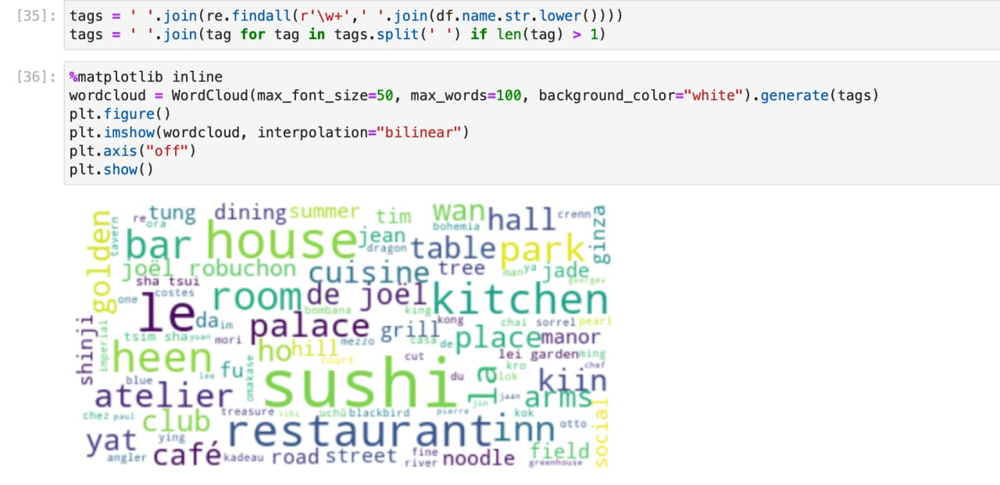 [35]: tags = ' '.join(re.findall(r'\w+',' '.join(df.name.str.lower())))
tags = ' '.join(tag for tag in tags.split(' ') if len(tag) > 1)
[36]: %matplotlib inline
wordcloud = WordCloud(max_font_size=50, max_words=100, background_color="white").generate(tags)
plt.figure()
plt.imshow(wordcloud, interpolation="bilinear")
plt.axis("off")
plt.show()
golden
tavern
re
ora
tung
dining
summer
tim
wan
bohemia
hall
crenn
ginza
bar
house
jean
dragon
table
park
joël robuchon
cuisine
tree
man
ya
jade
georges
sha tsui
costes
one
room
de joël
kitchen
le
da
im
bombana
king
kong
palace
grill
casa
de
place
chai
sorrel
pearl
manor
shinji
imperial
tsim sha
yuan
mori
ho
hill
mezzo
court
cut
lei garden
ming
chef
heen
lee
fu
omakase
sushi
du
la
kro
lok
kiin
blue
atelier
jin
jaan
arms
chez
paul
club
treasure
ichi
uchū
blackbird
pierre
kok
social
yat
ying
restaurant
inn
otto
angler
café
kadeau
road
street
fine
river
noodle
field
greenhouse